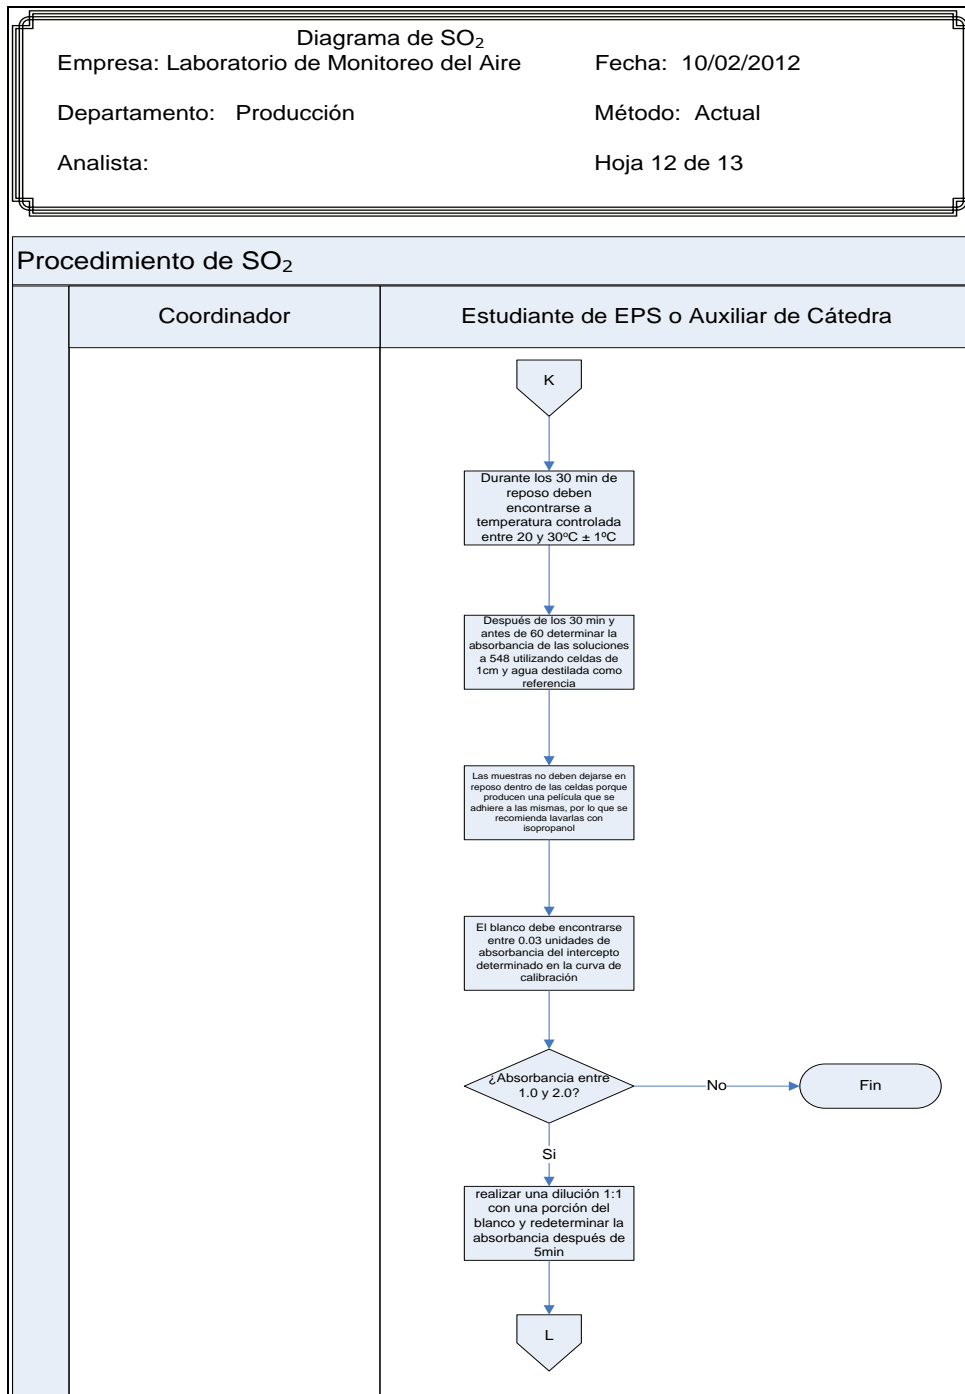 Diagrama de SO₂
Empresa: Laboratorio de Monitoreo del Aire Fecha: 10/02/2012
Departamento: Producción Método: Actual
Analista: Hoja 12 de 13
Procedimiento de SO₂
Coordinador Estudiante de EPS o Auxiliar de Cátedra
K
Durante los 30 min de
reposo deben
encontrarse a
temperatura controlada
entre 20 y 30ºC ± 1ºC
Después de los 30 min y
antes de 60 determinar la
absorbancia de las soluciones
a 548 utilizando celdas de
1cm y agua destilada como
referencia
Las muestras no deben dejarse en
reposo dentro de las celdas porque
producen una película que se
adhiere a las mismas, por lo que se
recomienda lavarlas con
isopropanol
El blanco debe encontrarse
entre 0.03 unidades de
absorbancia del intercepto
determinado en la curva de
calibración
¿Absorbancia entre
1.0 y 2.0?
No
Fin
Si
realizar una dilución 1:1
con una porción del
blanco y redeterminar la
absorbancia después de
5min
L